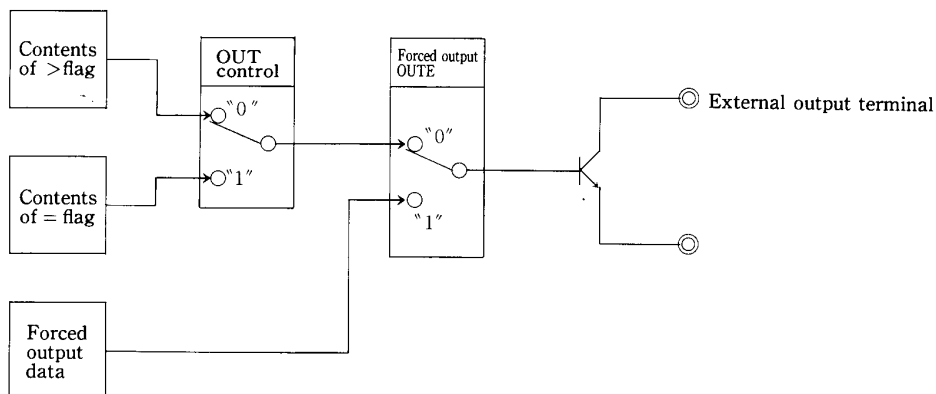 Contents
of >flag
OUT
control
"0"
"1"
Forced output
OUTE
"0"
"1"
External output terminal
Contents
of = flag
Forced
output
data